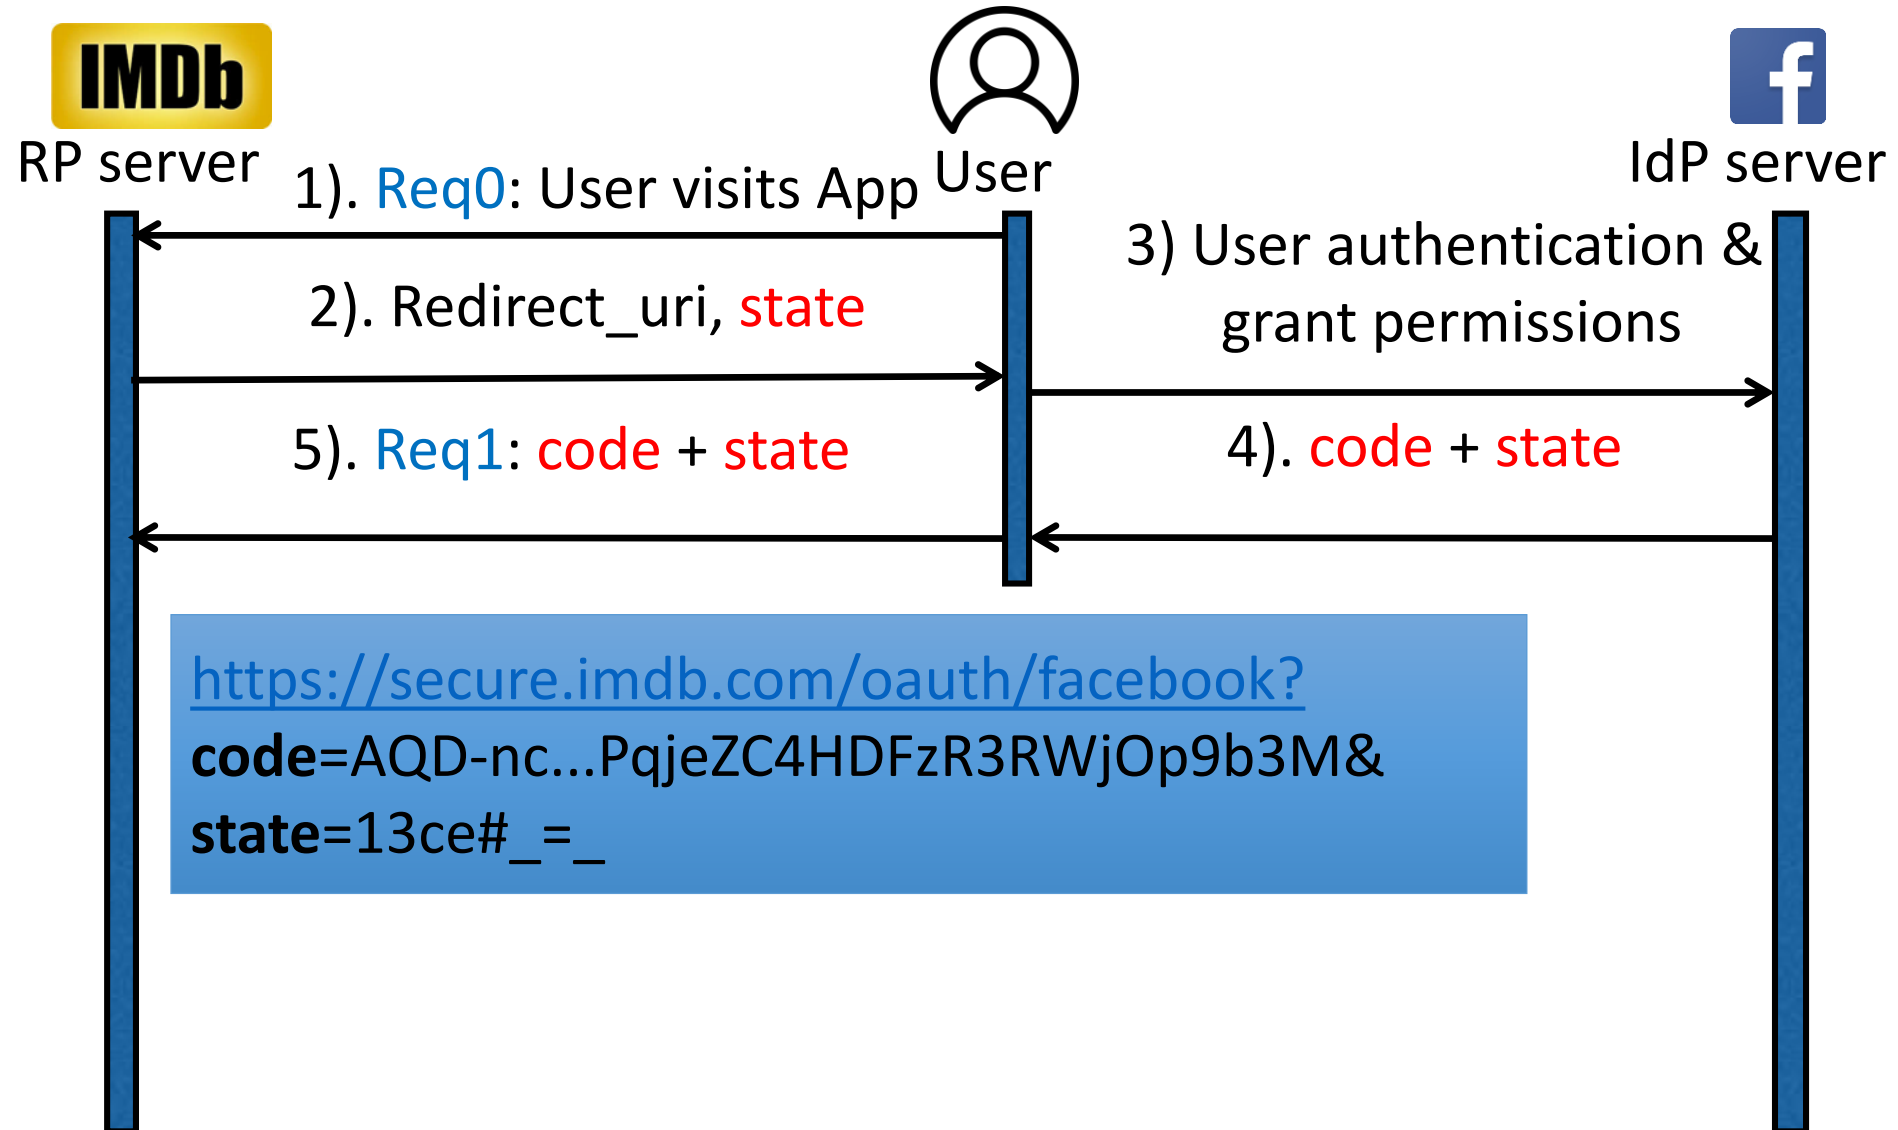 IMDb
f
RP server
User
IdP server
1). Req0: User visits App
2). Redirect_uri, state
3) User authentication &
grant permissions
5). Req1: code + state
4). code + state
https://secure.imdb.com/oauth/facebook?
code=AQD-nc...PqjeZC4HDFzR3RWjOp9b3M&
state=13ce#_=_